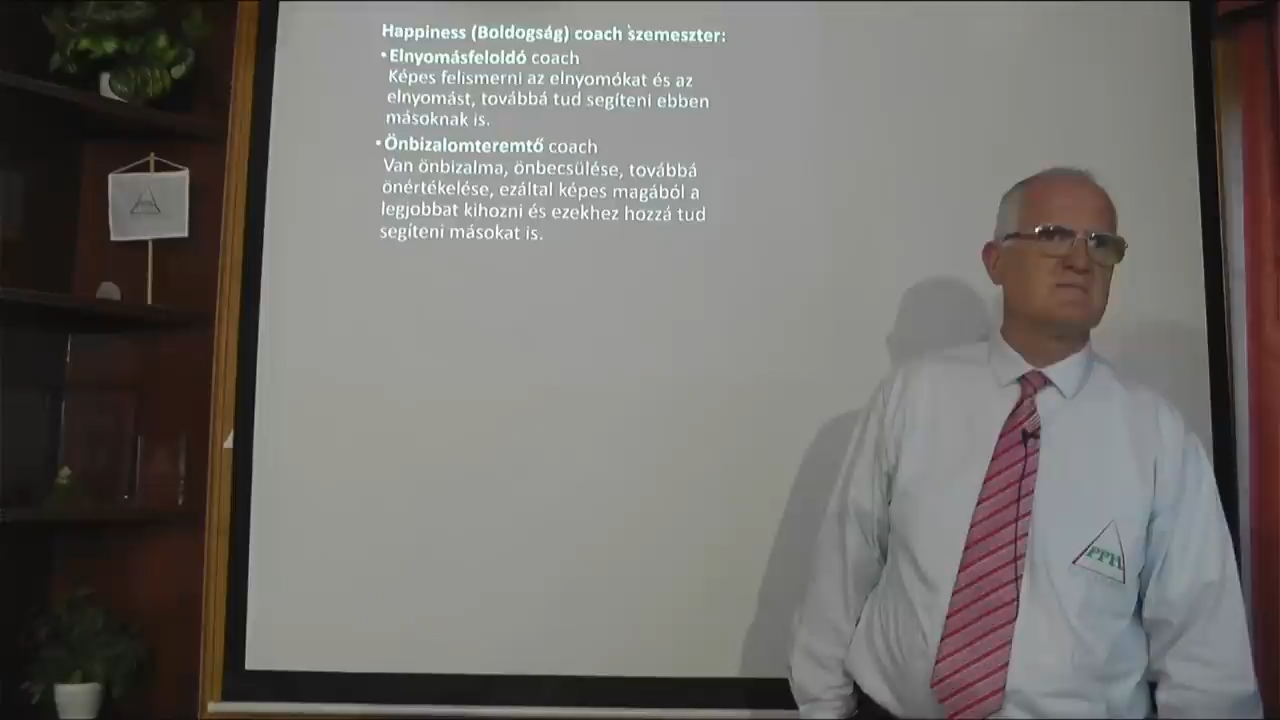 Happiness (Boldogság) coach szemeszter:
• Elnyomásfeloldó coach
Képes felismerni az elnyomókat és az
elnyomást, továbbá tud segíteni ebben
másoknak is.
• Önbizalomteremtő coach
Van önbizalma, önbecsülése, továbbá
önértékelése, ezáltal képes magából a
legjobbat kihozni és ezekhez hozzá tud
segíteni másokat is.
PPH